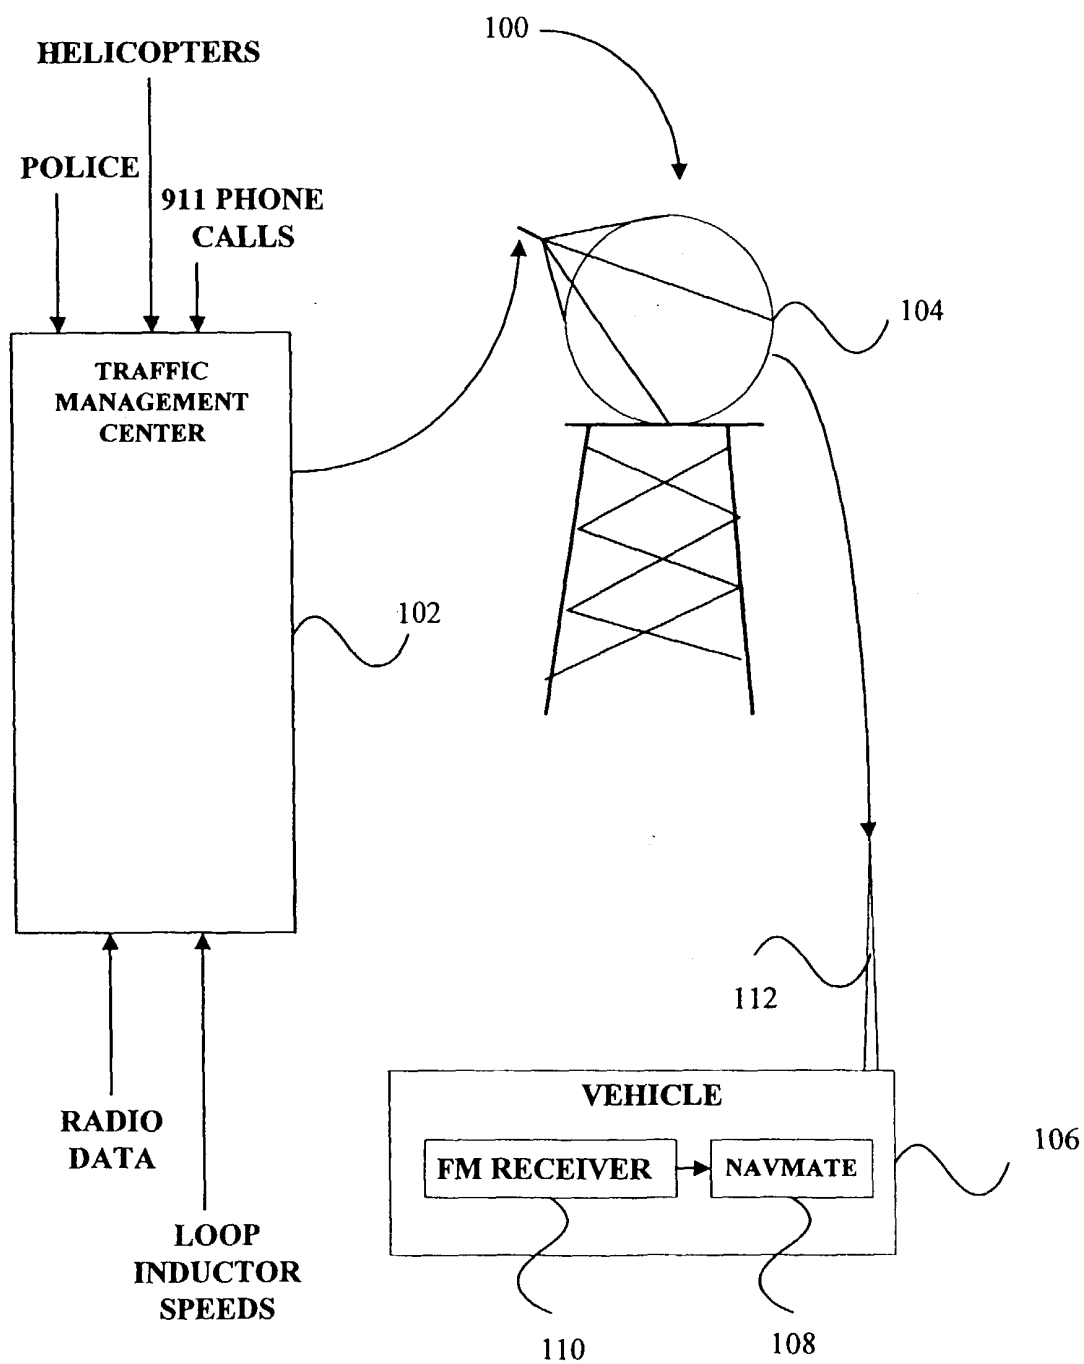 100
HELICOPTERS
POLICE
911 PHONE
CALLS
104
TRAFFIC
MANAGEMENT
CENTER
102
112
VEHICLE
FM RECEIVER
NAVMATE
106
RADIO
DATA
LOOP
INDUCTOR
SPEEDS
110
108